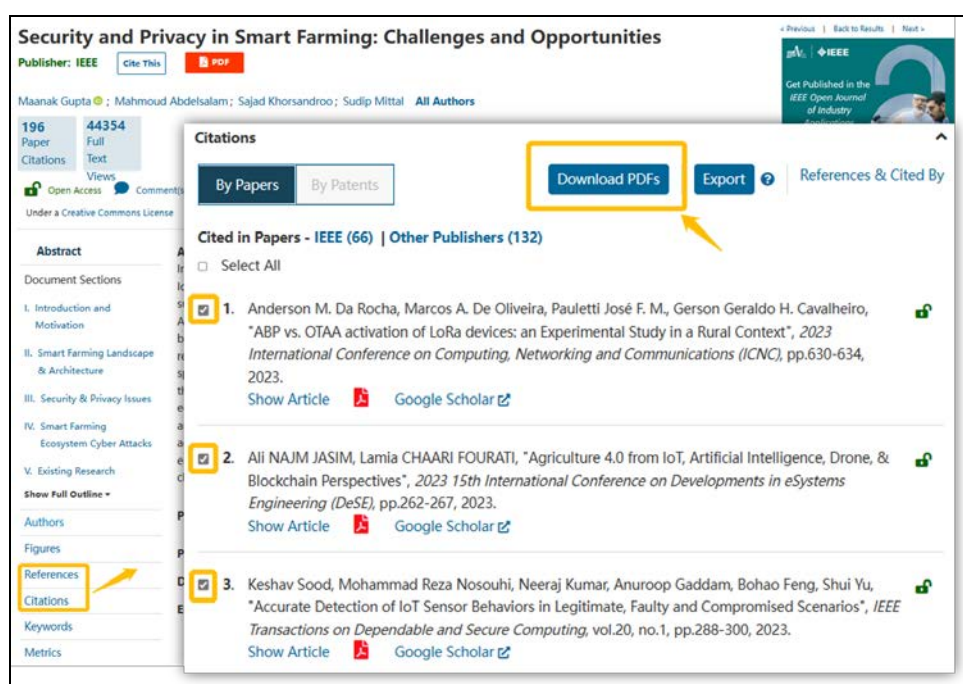 Security and Privacy in Smart Farming: Challenges and Opportunities
< Previous | Back to Results | Next >
Publisher: IEEE Cite This PDF
IEEE
Get Published in the
IEEE Open Journal
of Industry
Applications
Maanak Gupta ; Mahmoud Abdelsalam ; Sajad Khorsandroo ; Sudip Mittal All Authors
196
Paper
Citations
44354
Full
Text
Views
Open Access Comment(s
Under a Creative Commons License
Abstract
Document Sections
I. Introduction and
Motivation
II. Smart Farming Landscape
& Architecture
III. Security & Privacy Issues
IV. Smart Farming
Ecosystem Cyber Attacks
V. Existing Research
Show Full Outline
Authors
Figures
References
Citations
Keywords
Metrics
Citations
By Papers By Patents Download PDFs Export ? References & Cited By
Cited in Papers - IEEE (66) | Other Publishers (132)
Select All
1. Anderson M. Da Rocha, Marcos A. De Oliveira, Pauletti José F. M., Gerson Geraldo H. Cavalheiro,
"ABP vs. OTAA activation of LoRa devices: an Experimental Study in a Rural Context", 2023
International Conference on Computing, Networking and Communications (ICNC), pp.630-634,
2023.
Show Article Google Scholar
2. Ali NAJM JASIM, Lamia CHAARI FOURATI, "Agriculture 4.0 from IoT, Artificial Intelligence, Drone, &
Blockchain Perspectives", 2023 15th International Conference on Developments in eSystems
Engineering (DeSE), pp.262-267, 2023.
Show Article Google Scholar
3. Keshav Sood, Mohammad Reza Nosouhi, Neeraj Kumar, Anuroop Gaddam, Bohao Feng, Shui Yu,
"Accurate Detection of IoT Sensor Behaviors in Legitimate, Faulty and Compromised Scenarios", IEEE
Transactions on Dependable and Secure Computing, vol.20, no.1, pp.288-300, 2023.
Show Article Google Scholar